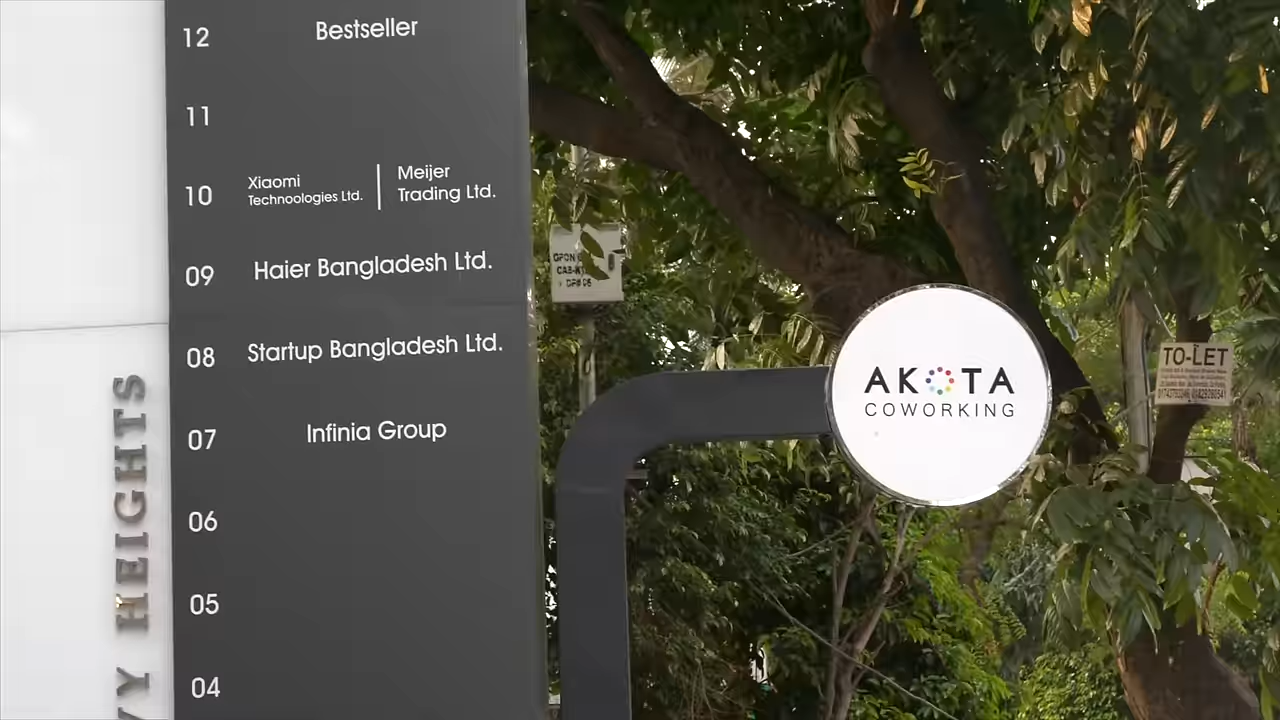 12 Bestseller
11
10 Xiaomi Technoologies Ltd. | Meijer Trading Ltd.
09 Haier Bangladesh Ltd.
08 Startup Bangladesh Ltd.
07 Infinia Group
06
05
04
HEIGHTS
AKOTA
COWORKING
GPON
TO-LET